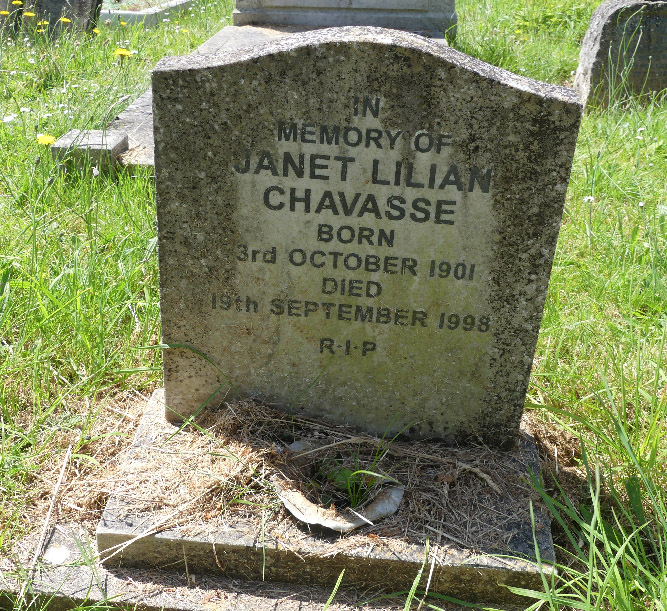 IN
MEMORY OF
JANET LILIAN
CHAVASSE
BORN
3rd OCTOBER 1901
DIED
19th SEPTEMBER 1998
R·I·P